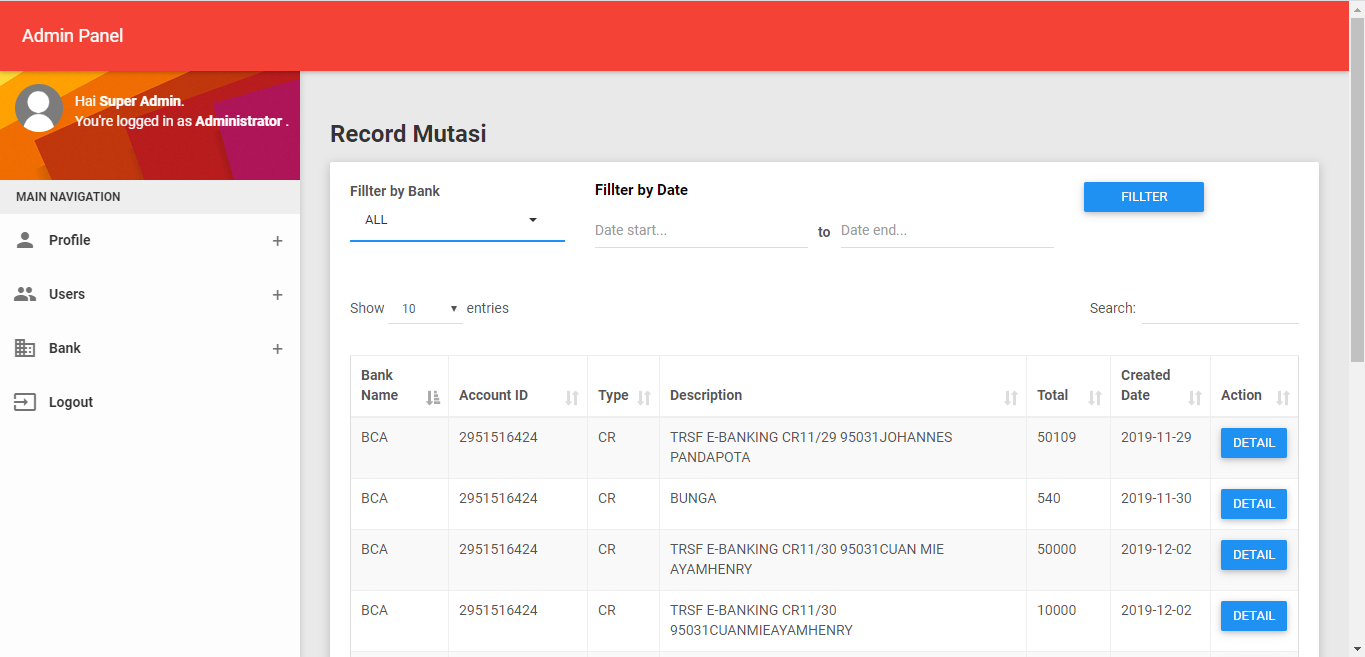 Admin Panel
Hai Super Admin.
You're logged in as Administrator .
MAIN NAVIGATION
Profile +
Users +
Bank +
Logout
Record Mutasi
Fillter by Bank
ALL
Fillter by Date
Date start... to Date end...
FILLTER
Show 10 entries
Search:
Bank Name Account ID Type Description Total Created Date Action
BCA 2951516424 CR TRSF E-BANKING CR11/29 95031JOHANNES 50109 2019-11-29 DETAIL
PANDAPOTA
BCA 2951516424 CR BUNGA 540 2019-11-30 DETAIL
BCA 2951516424 CR TRSF E-BANKING CR11/30 95031CUAN MIE 50000 2019-12-02 DETAIL
AYAMHENRY
BCA 2951516424 CR TRSF E-BANKING CR11/30 10000 2019-12-02 DETAIL
95031CUANMIEAYAMHENRY